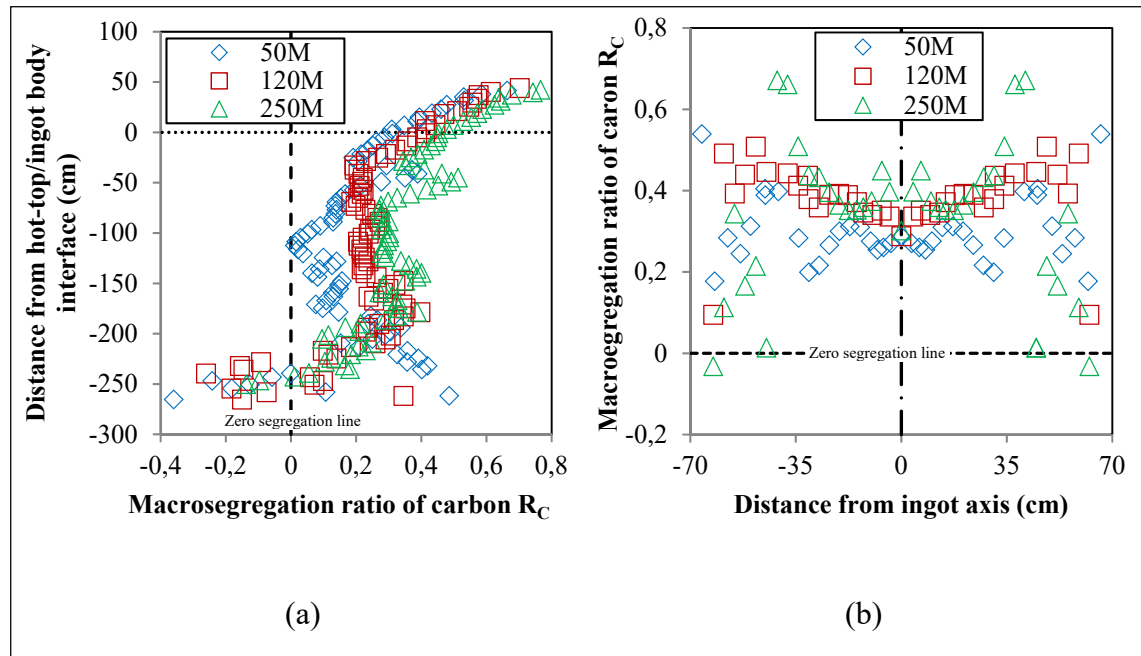 50M
120M
250M
100
50
0
-50
-100
-150
-200
-250
-300
Distance from hot-top/ingot body
interface (cm)
Zero segregation line
-0,4 -0,2 0 0,2 0,4 0,6 0,8
Macrosegregation ratio of carbon RC
(a)
50M
120M
250M
0,8
0,6
0,4
0,2
0
-0,2
Macroegregation ratio of caron RC
Zero segregation line
-70 -35 0 35 70
Distance from ingot axis (cm)
(b)